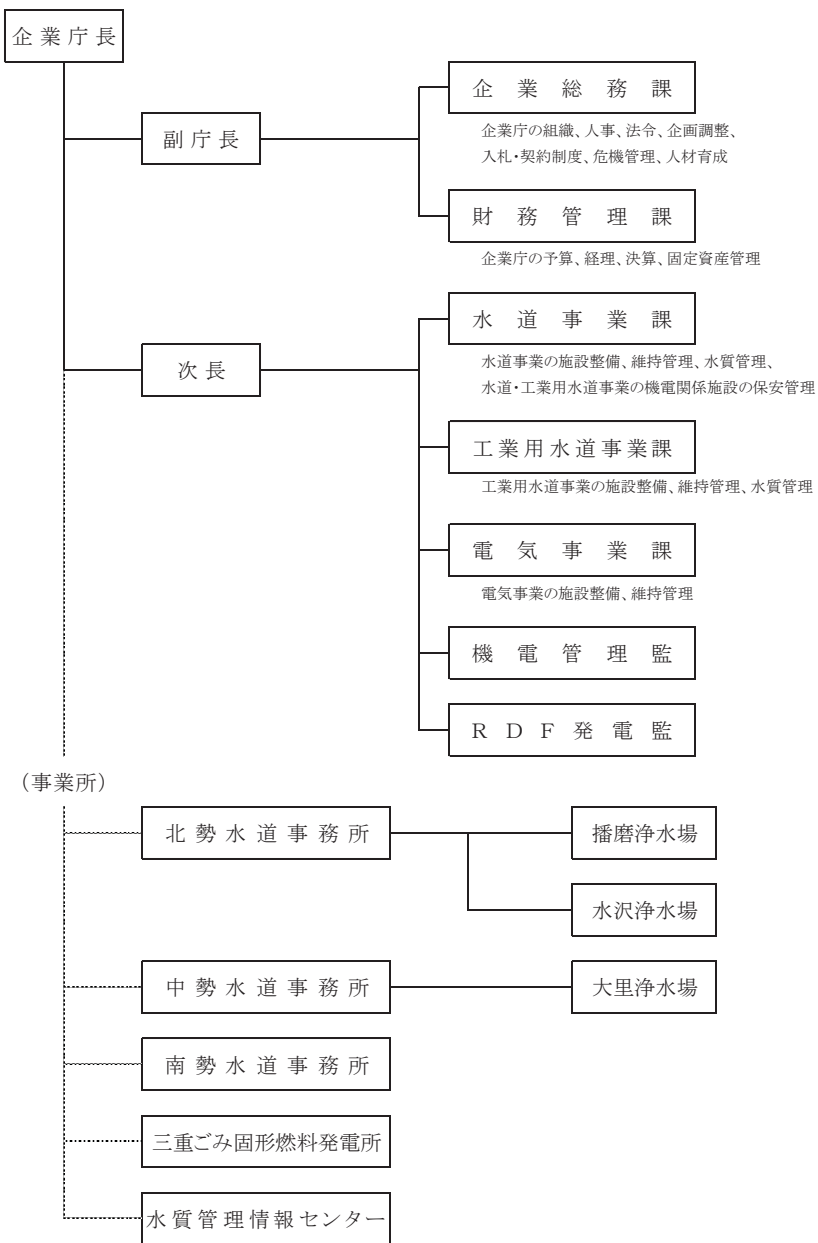 企業庁長
企業総務課
副庁長
企業庁の組織、人事、法令、企画調整、
入札・契約制度、危機管理、人材育成
財務管理課
企業庁の予算、経理、決算、固定資産管理
水道事業課
次長
水道事業の施設整備、維持管理、水質管理、
水道・工業用水道事業の機電関係施設の保安管理
工業用水道事業課
工業用水道事業の施設整備、維持管理、水質管理
電気事業課
電気事業の施設整備、維持管理
機電管理監
RDF発電監
(事業所)
北勢水道事務所
播磨浄水場
水沢浄水場
中勢水道事務所
大里浄水場
南勢水道事務所
三重ごみ固形燃料発電所
水質管理情報センター